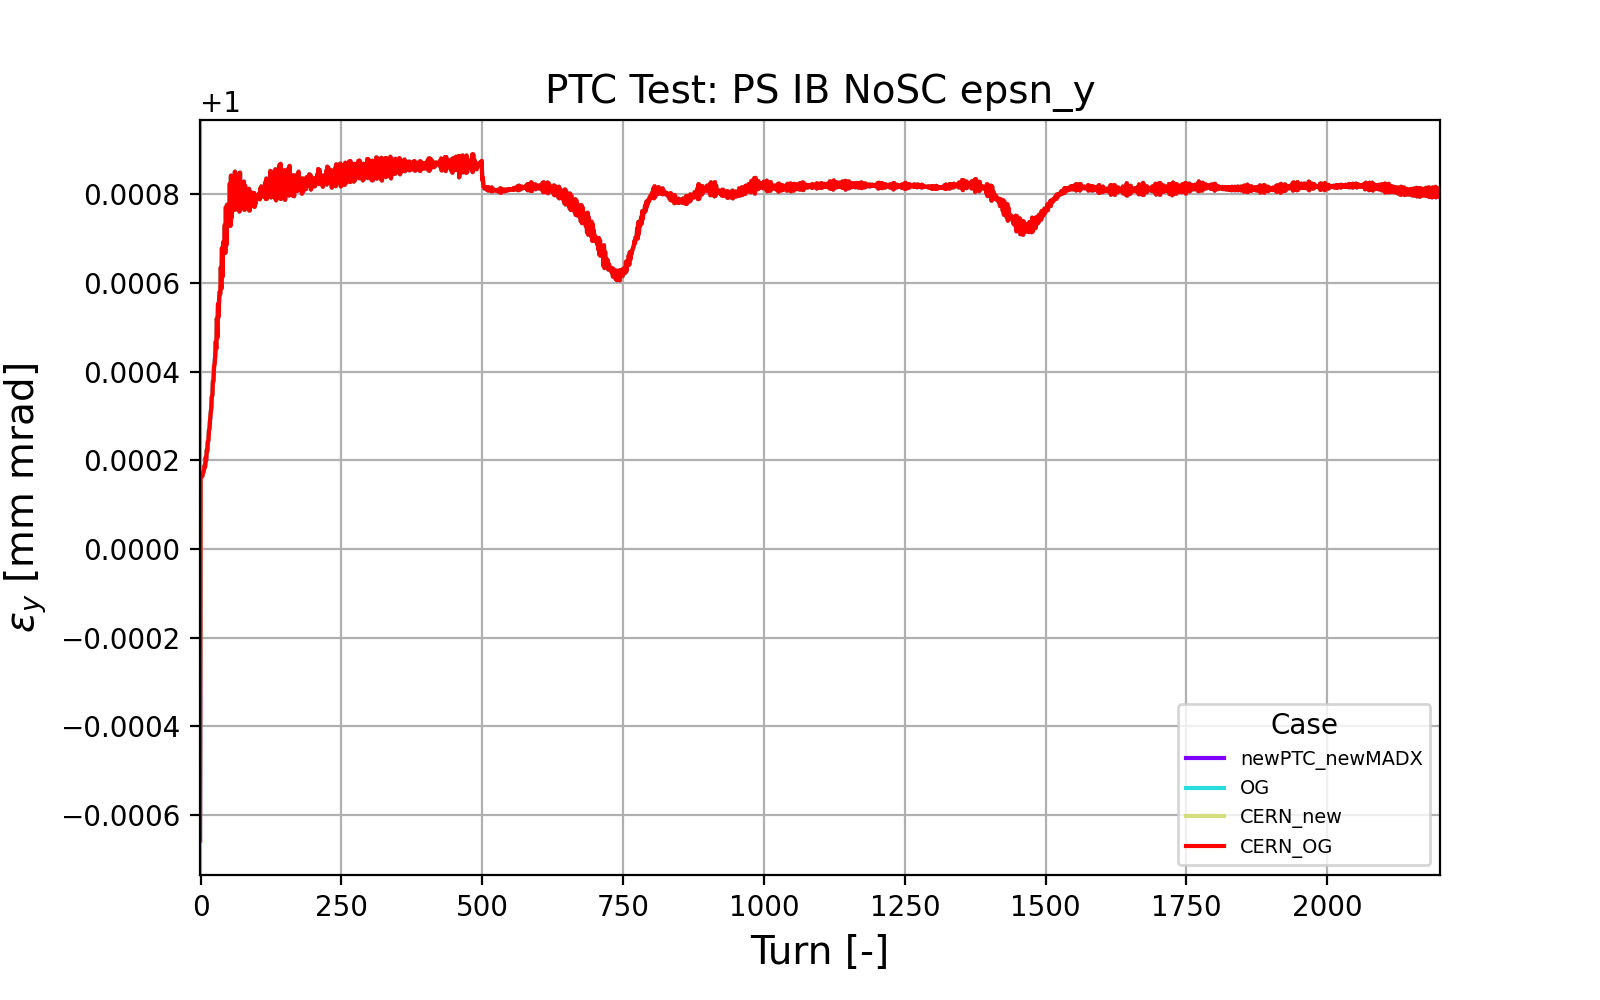 PTC Test: PS IB NoSC epsn_y
+1
0.0008
0.0006
0.0004
0.0002
0.0000
−0.0002
−0.0004
−0.0006
ε_y [mm mrad]
0 250 500 750 1000 1250 1500 1750 2000
Turn [-]
Case
newPTC_newMADX
OG
CERN_new
CERN_OG